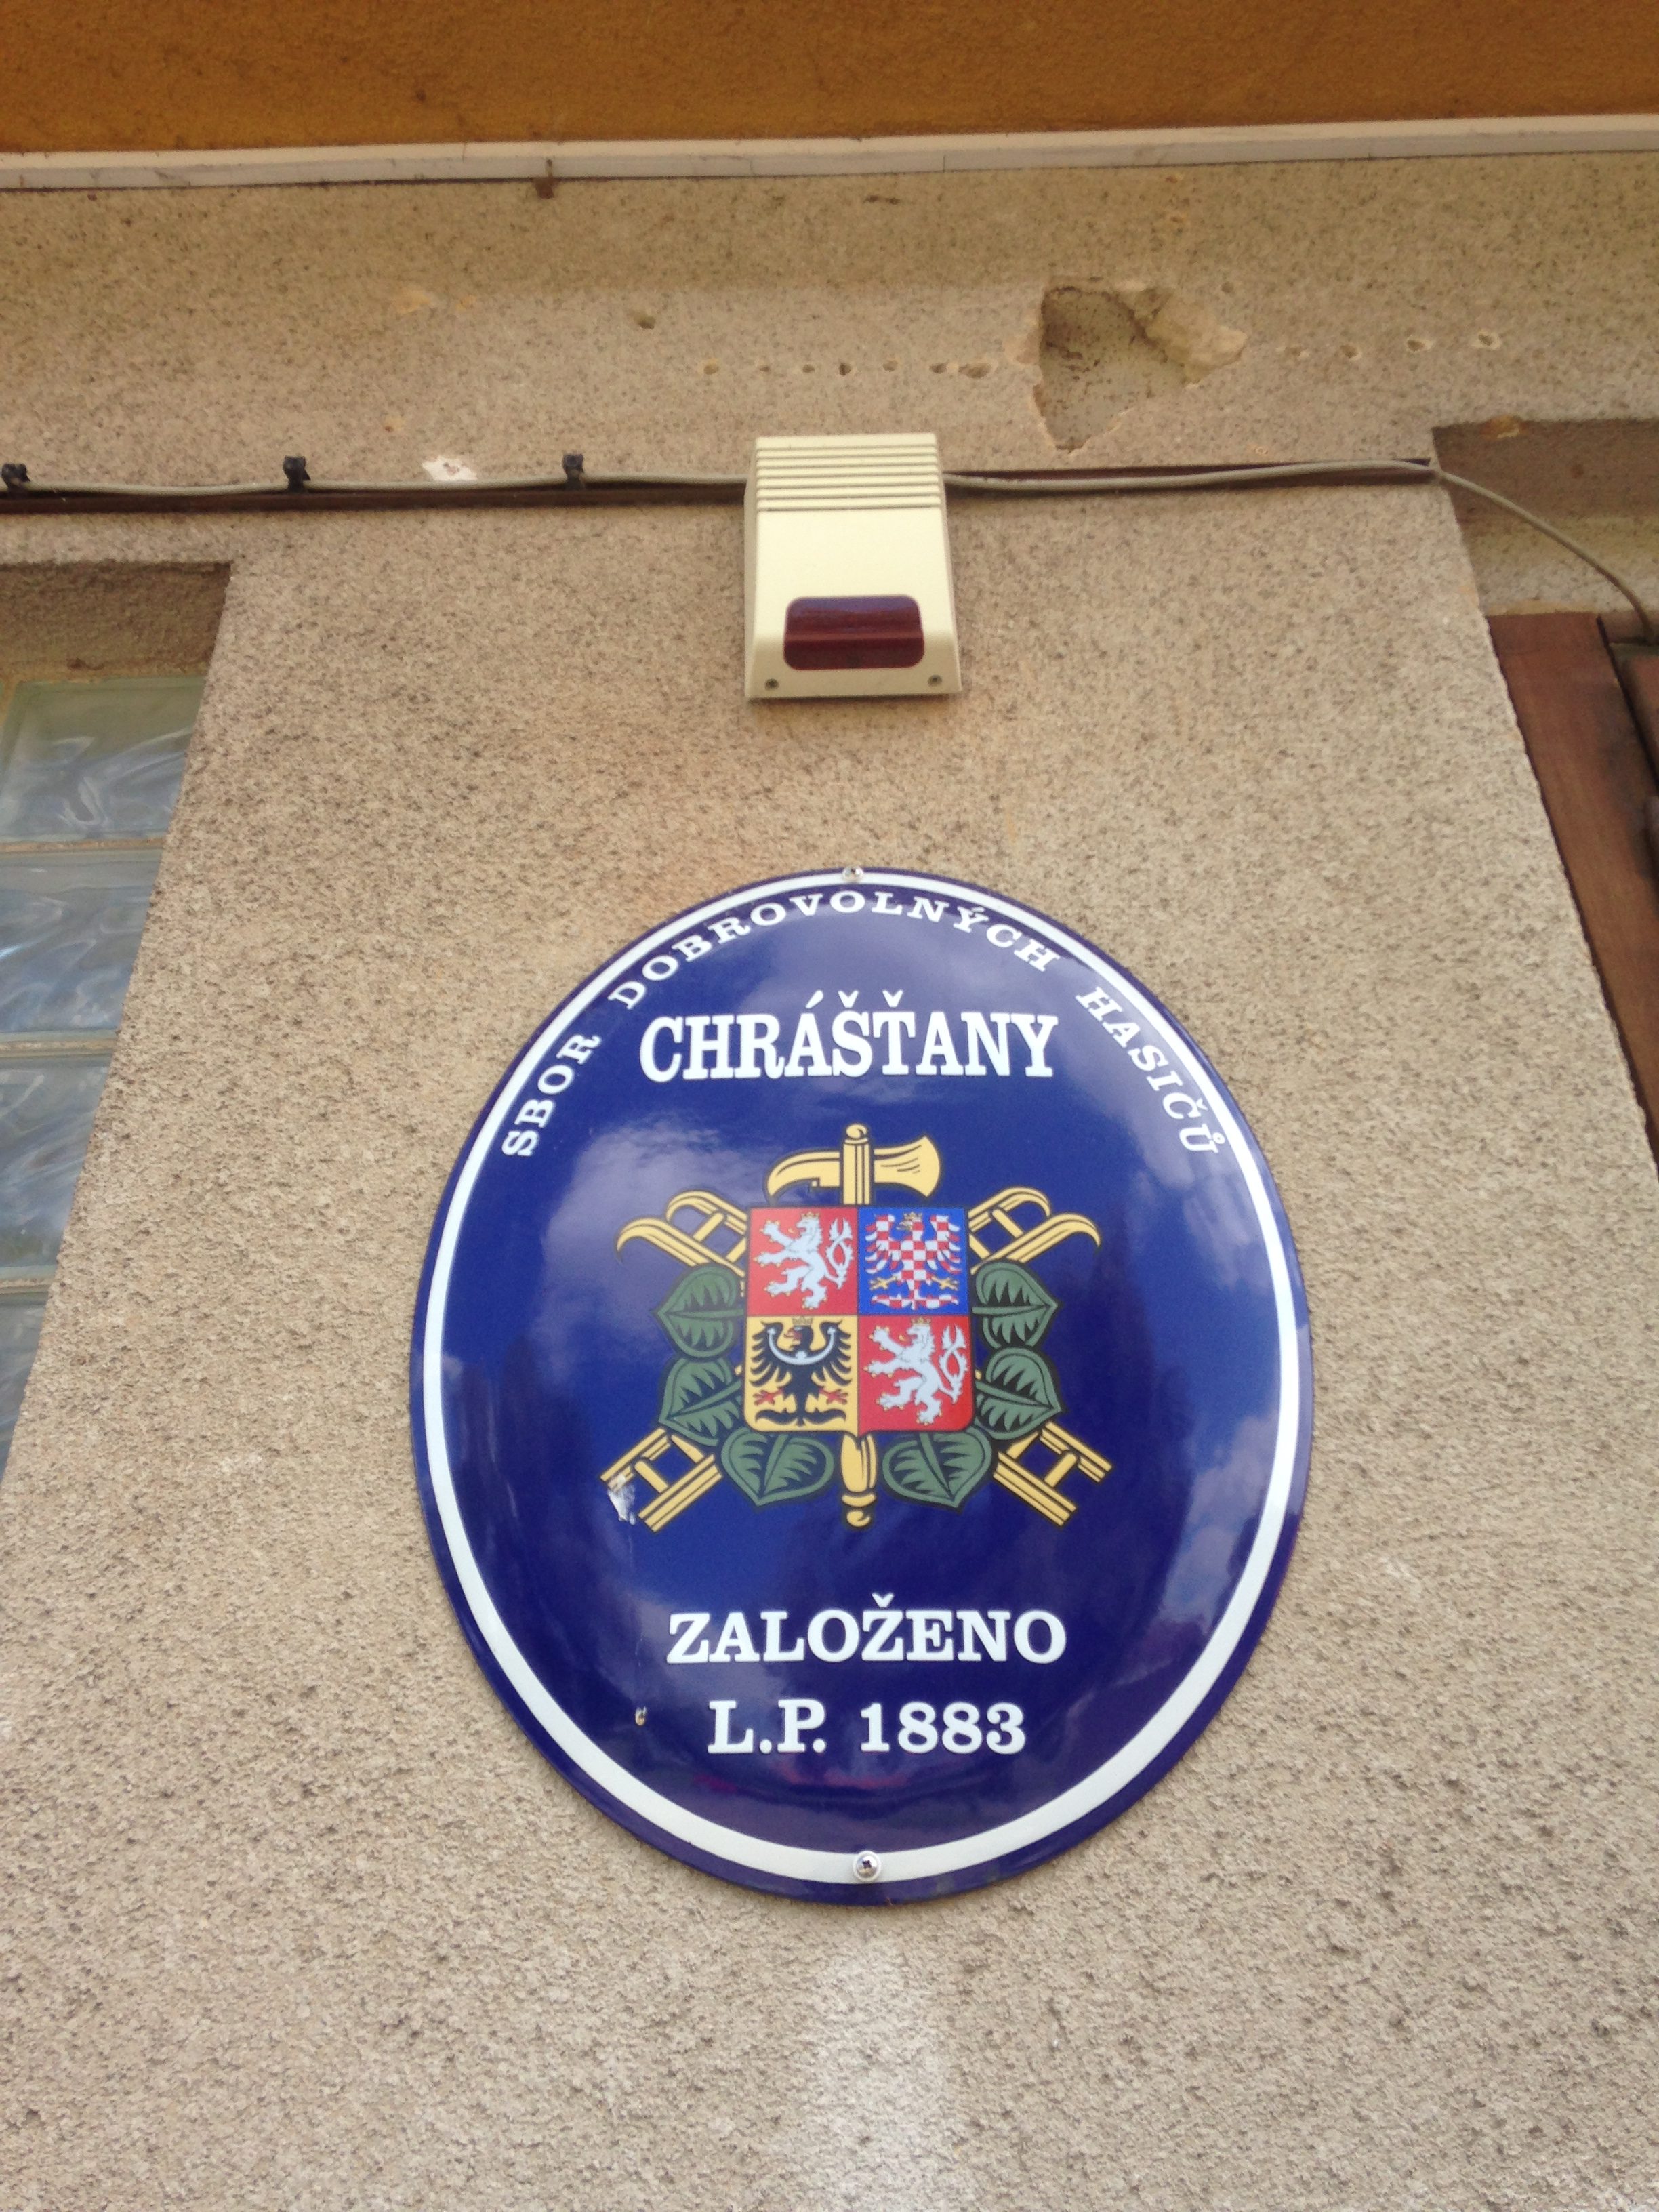 SBOR DOBROVOLNÝCH HASIČŮ
CHRÁŠŤANY
ZALOŽENO
L.P. 1883